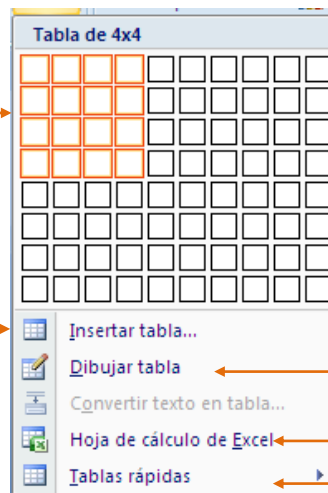 Tabla de 4x4
Insertar tabla...
Dibujar tabla
Convertir texto en tabla...
Hoja de cálculo de Excel
Tablas rápidas